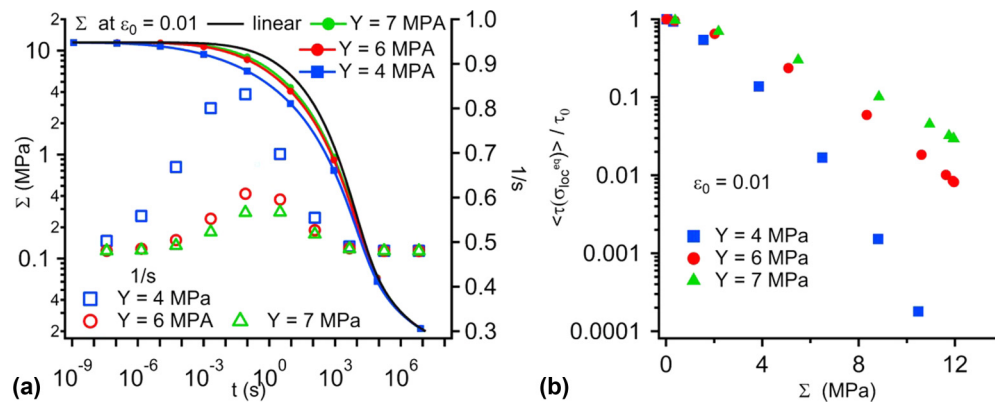 Σ at ε0 = 0.01
linear
Y = 7 MPA
Y = 6 MPA
Y = 4 MPA
1/s
Y = 4 MPa
Y = 6 MPA
Y = 7 MPa
2
10
4
2
1
4
2
0.1
4
2
Σ (MPa)
1.0
0.9
0.8
0.7
0.6
0.5
0.4
0.3
1/s
10-9
10-6
10-3
100
103
106
t (s)
(a)
1
0.1
0.01
0.001
0.0001
<τ(σloc eq)> / τ0
ε0 = 0.01
Y = 4 MPa
Y = 6 MPa
Y = 7 MPa
0
4
8
12
Σ (MPa)
(b)